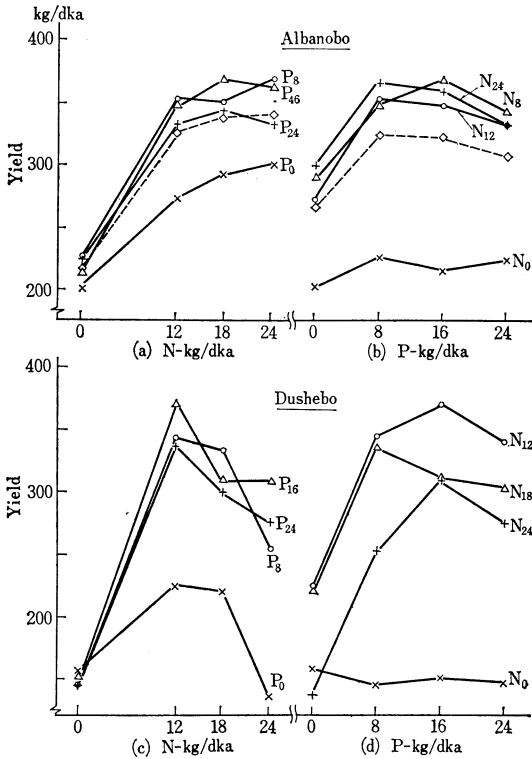 kg/dka
Albanobo
400
300
200
Yield
P8
P46
P24
P0
N24
N8
N12
N0
0 12 18 24
0 8 16 24
(a) N-kg/dka
(b) P-kg/dka
Dushebo
400
300
200
Yield
P16
P24
P8
P0
N12
N18
N24
N0
0 12 18 24
0 8 16 24
(c) N-kg/dka
(d) P-kg/dka